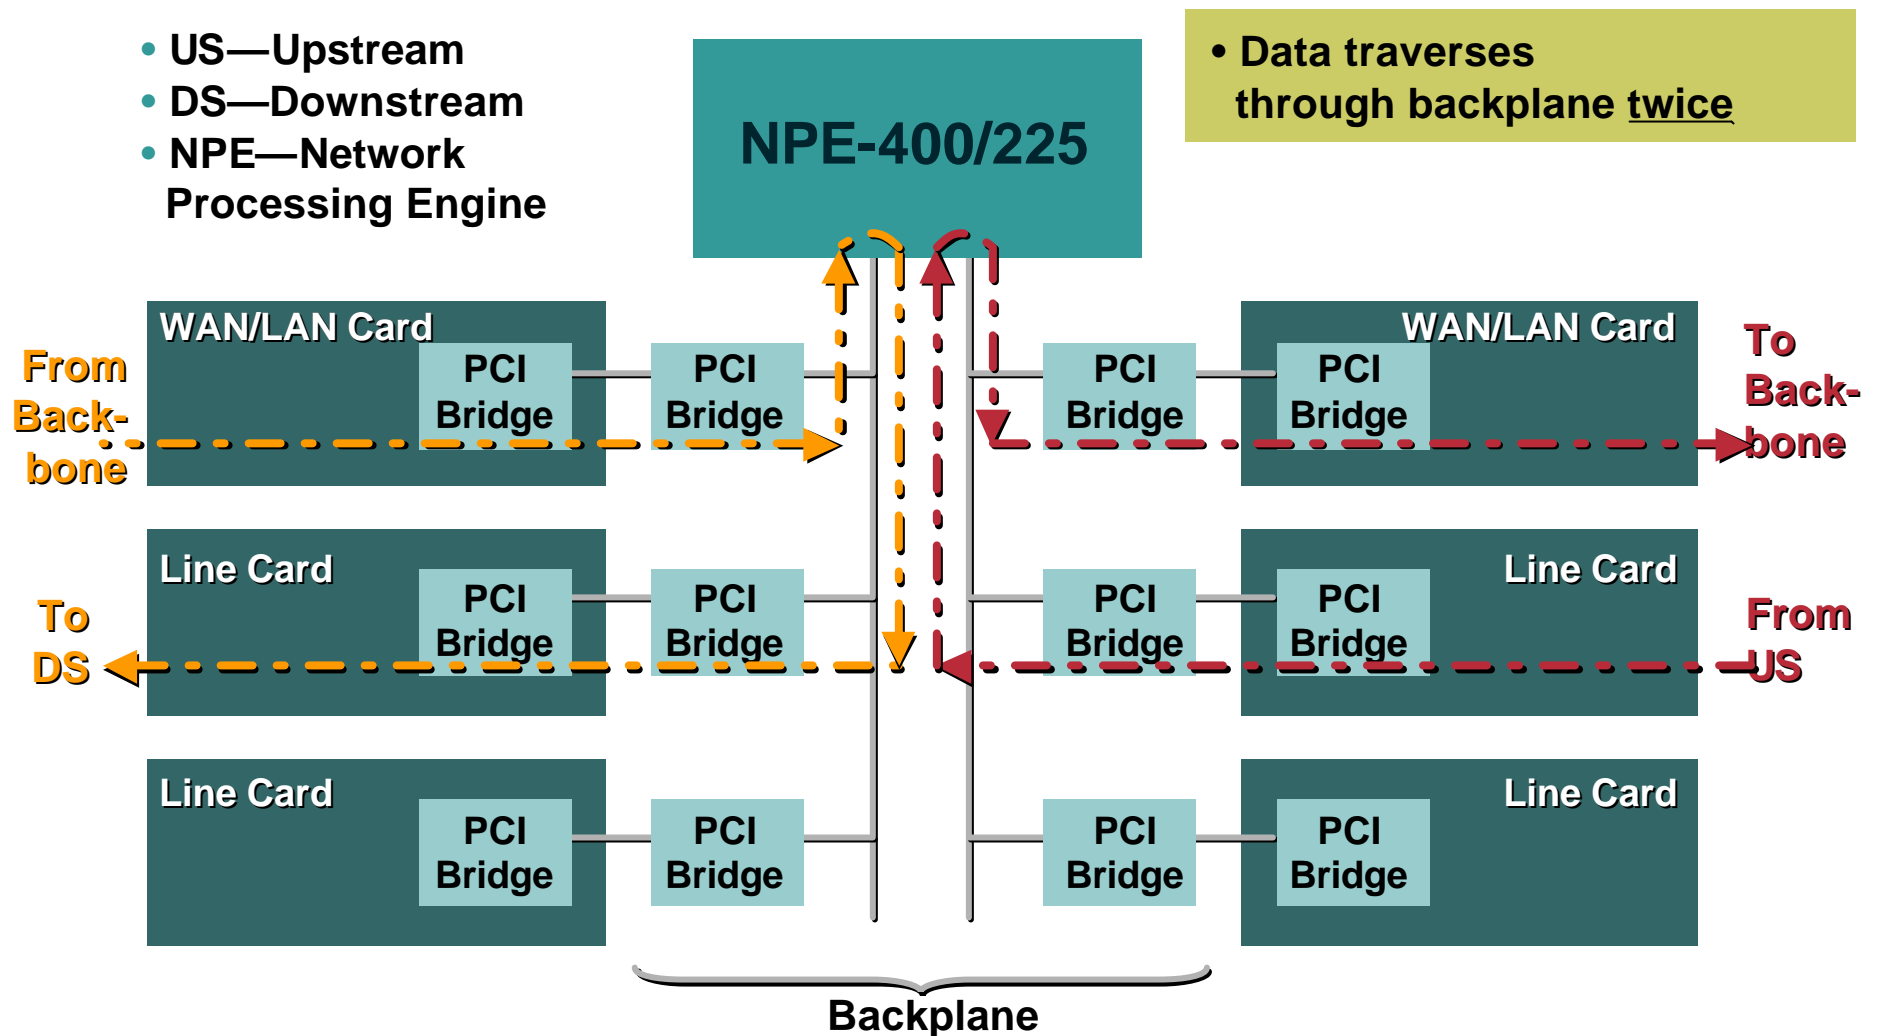 • US—Upstream
• DS—Downstream
• NPE—Network
Processing Engine
NPE-400/225
• Data traverses
through backplane twice
WAN/LAN Card
PCI
Bridge
PCI
Bridge
From
Back-
bone
PCI
Bridge
WAN/LAN Card
PCI
Bridge
To
Back-
bone
Line Card
PCI
Bridge
PCI
Bridge
To
DS
PCI
Bridge
Line Card
PCI
Bridge
From
US
Line Card
PCI
Bridge
PCI
Bridge
PCI
Bridge
Line Card
PCI
Bridge
Backplane